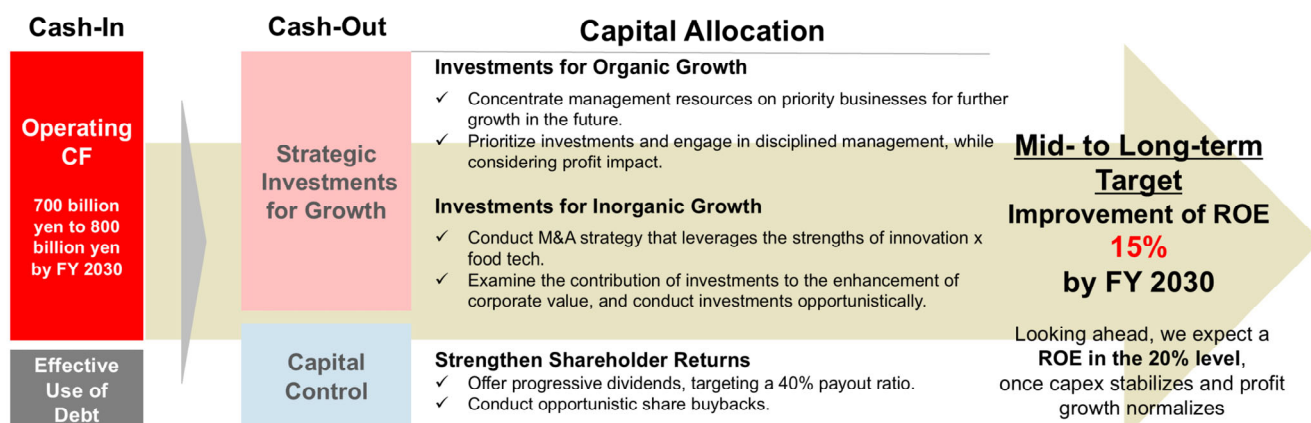 Cash-In
Cash-Out
Capital Allocation
Operating
CF
700 billion
yen to 800
billion yen
by FY 2030
Effective
Use of
Debt
Strategic
Investments
for Growth
Capital
Control
Investments for Organic Growth
✓ Concentrate management resources on priority businesses for further
growth in the future.
✓ Prioritize investments and engage in disciplined management, while
considering profit impact.
Investments for Inorganic Growth
✓ Conduct M&A strategy that leverages the strengths of innovation x
food tech.
✓ Examine the contribution of investments to the enhancement of
corporate value, and conduct investments opportunistically.
Strengthen Shareholder Returns
✓ Offer progressive dividends, targeting a 40% payout ratio.
✓ Conduct opportunistic share buybacks.
Mid- to Long-term
Target
Improvement of ROE
15%
by FY 2030
Looking ahead, we expect a
ROE in the 20% level,
once capex stabilizes and profit
growth normalizes